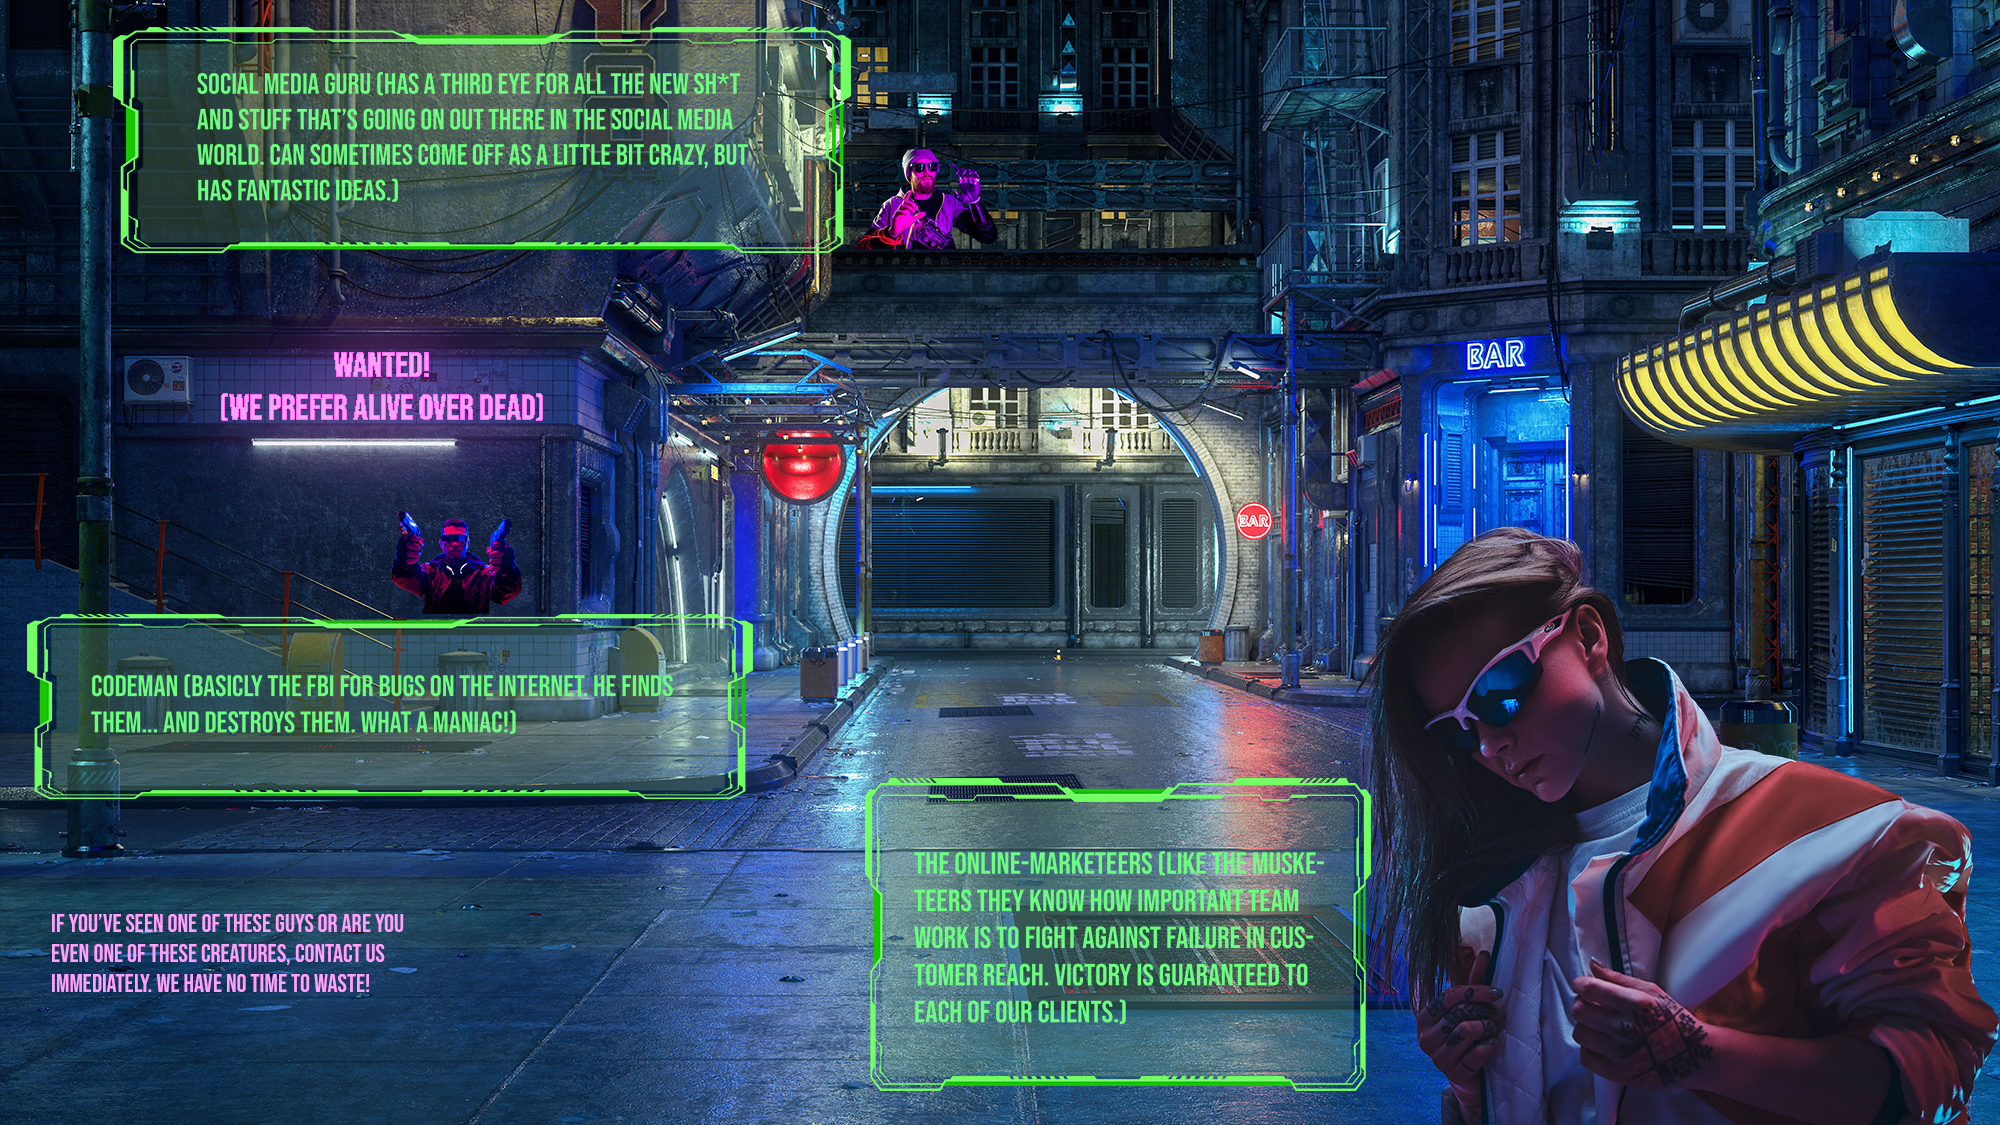 SOCIAL MEDIA GURU (HAS A THIRD EYE FOR ALL THE NEW SH*T
AND STUFF THAT'S GOING ON OUT THERE IN THE SOCIAL MEDIA
WORLD. CAN SOMETIMES COME OFF AS A LITTLE BIT CRAZY, BUT
HAS FANTASTIC IDEAS.)
WANTED!
(WE PREFER ALIVE OVER DEAD)
BAR
BAR
CODEMAN (BASICLY THE FBI FOR BUGS ON THE INTERNET. HE FINDS
THEM... AND DESTROYS THEM. WHAT A MANIAC!)
THE ONLINE-MARKETEERS (LIKE THE MUSKE-
TEERS THEY KNOW HOW IMPORTANT TEAM
WORK IS TO FIGHT AGAINST FAILURE IN CUS-
TOMER REACH. VICTORY IS GUARANTEED TO
EACH OF OUR CLIENTS.)
IF YOU'VE SEEN ONE OF THESE GUYS OR ARE YOU
EVEN ONE OF THESE CREATURES, CONTACT US
IMMEDIATELY. WE HAVE NO TIME TO WASTE!